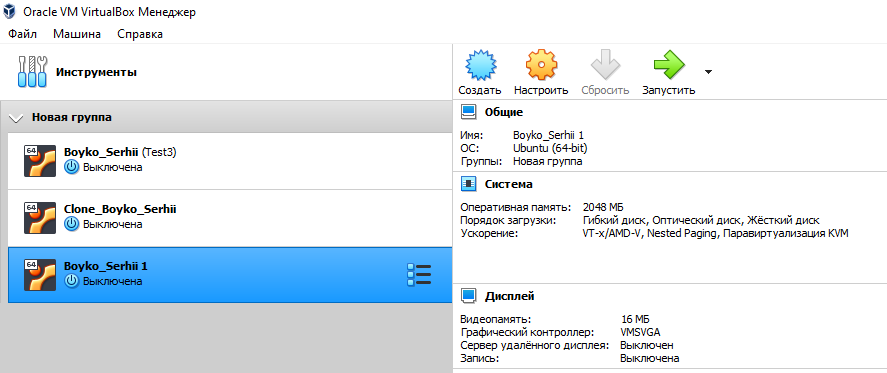 Oracle VM VirtualBox Менеджер
Файл Машина Справка
Инструменты
Создать Настроить Сбросить Запустить
Новая группа
64
Boyko_Serhii (Test3)
Выключена
64
Clone_Boyko_Serhii
Выключена
64
Boyko_Serhii 1
Выключена
Общие
Имя: Boyko_Serhii 1
ОС: Ubuntu (64-bit)
Группы: Новая группа
Система
Оперативная память: 2048 МБ
Порядок загрузки: Гибкий диск, Оптический диск, Жёсткий диск
Ускорение: VT-x/AMD-V, Nested Paging, Паравиртуализация KVM
Дисплей
Видеопамять: 16 МБ
Графический контроллер: VMSVGA
Сервер удалённого дисплея: Выключен
Запись: Выключена